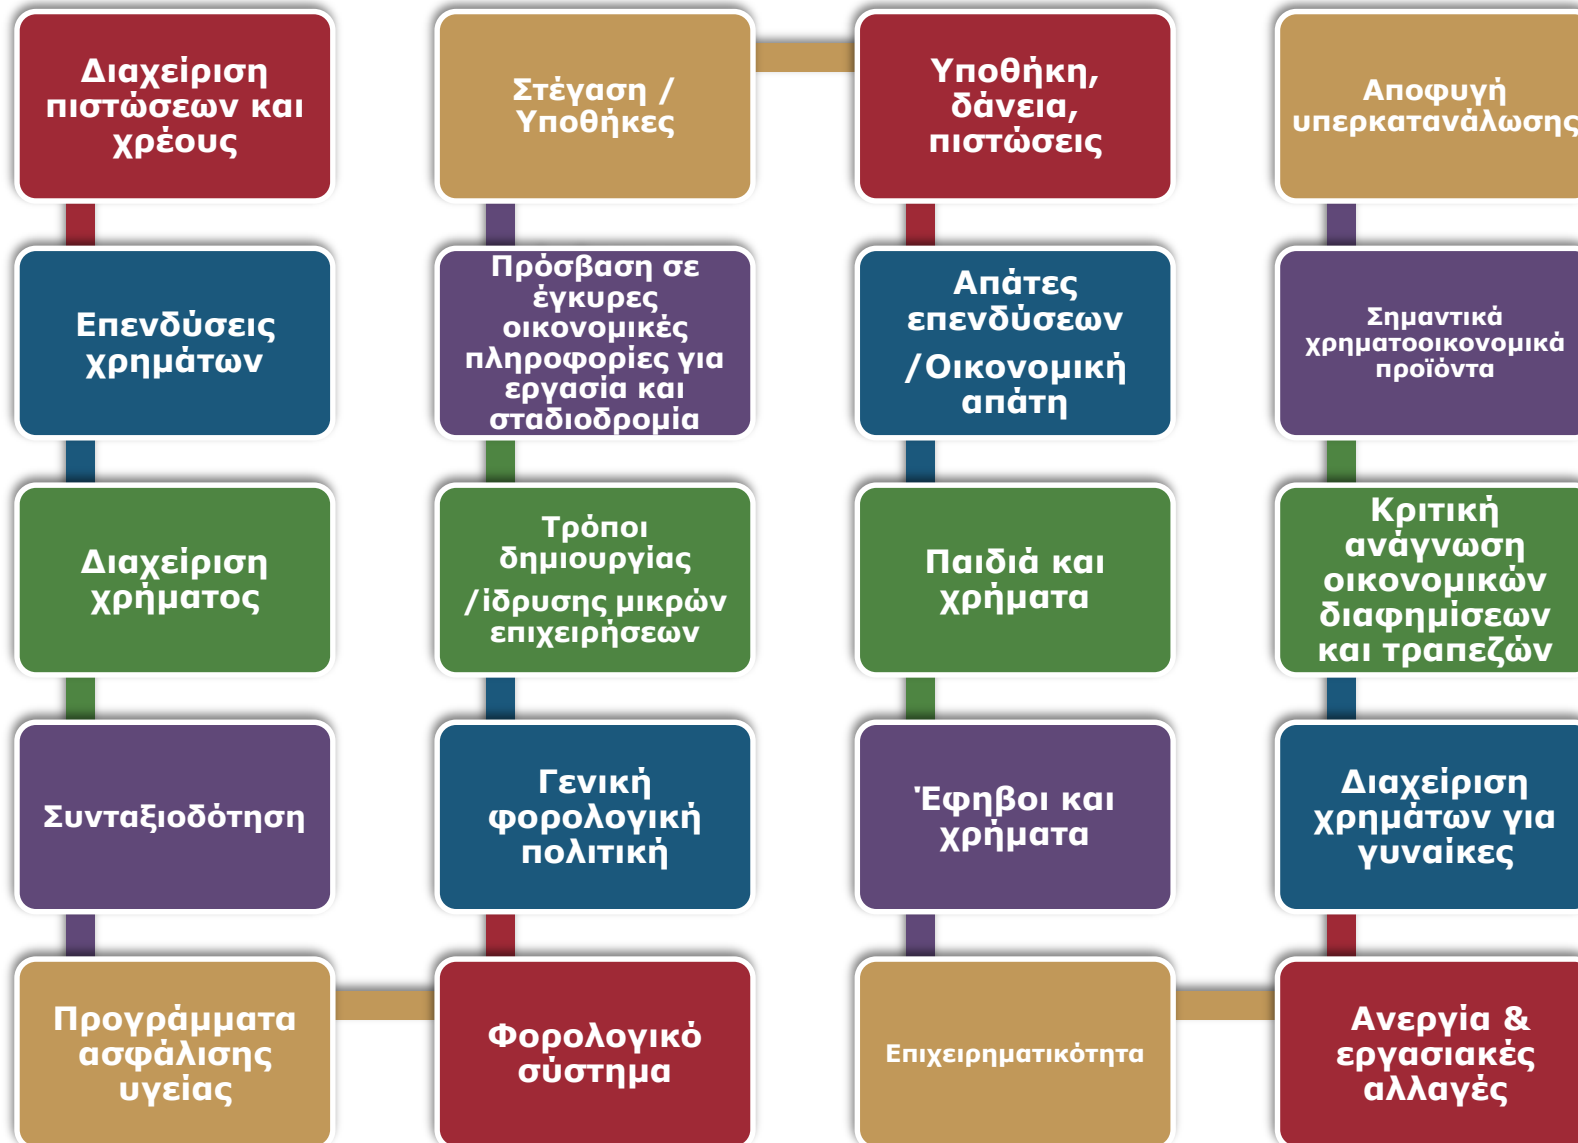 Διαχείριση
πιστώσεων και
χρέους
Επενδύσεις
χρημάτων
Διαχείριση
χρήματος
Συνταξιοδότηση
Προγράμματα
ασφάλισης
υγείας
Φορολογικό
σύστημα
Γενική
φορολογική
πολιτική
Τρόποι
δημιουργίας
/ίδρυσης μικρών
επιχειρήσεων
Πρόσβαση σε
έγκυρες
οικονομικές
πληροφορίες για
εργασία και
σταδιοδρομία
Στέγαση /
Υποθήκες
Υποθήκη,
δάνεια,
πιστώσεις
Απάτες
επενδύσεων
/Οικονομική
απάτη
Παιδιά και
χρήματα
Έφηβοι και
χρήματα
Επιχειρηματικότητα
Ανεργία &
εργασιακές
αλλαγές
Διαχείριση
χρημάτων για
γυναίκες
Κριτική
ανάγνωση
οικονομικών
διαφημίσεων
και τραπεζών
Σημαντικά
χρηματοοικονομικά
προϊόντα
Αποφυγή
υπερκατανάλωσης